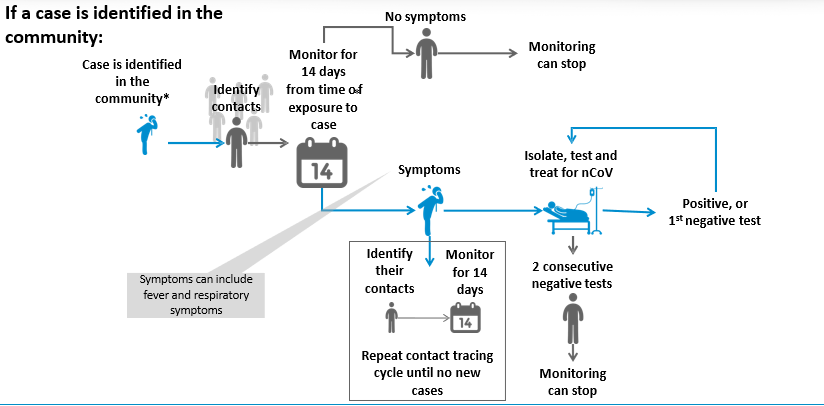 If a case is identified in the
community:
Case is identified
in the
community*
Identify
contacts
Monitor for
14 days
from time of
exposure to
case
14
No symptoms
Monitoring
can stop
Symptoms
Symptoms can include
fever and respiratory
symptoms
Identify
their
contacts
Monitor
for 14
days
14
Repeat contact tracing
cycle until no new
cases
Isolate, test and
treat for nCoV
Positive, or
1st negative test
2 consecutive
negative tests
Monitoring
can stop